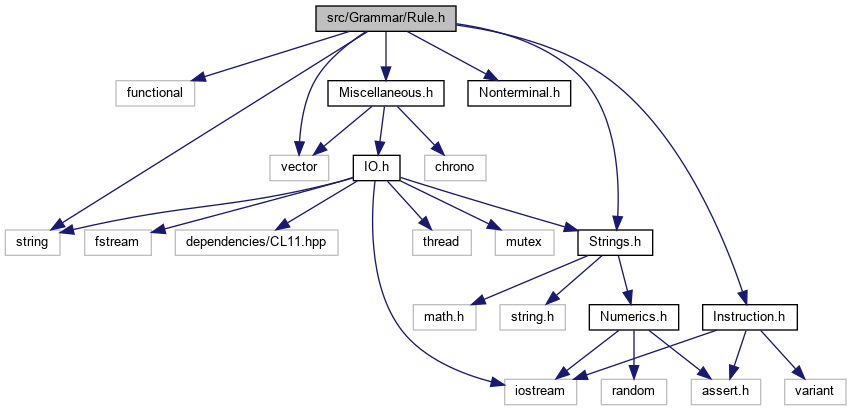 src/Grammar/Rule.h
functional
Miscellaneous.h
Nonterminal.h
vector
IO.h
chrono
string
fstream
dependencies/CL11.hpp
thread
mutex
Strings.h
math.h
string.h
Numerics.h
Instruction.h
iostream
random
assert.h
variant